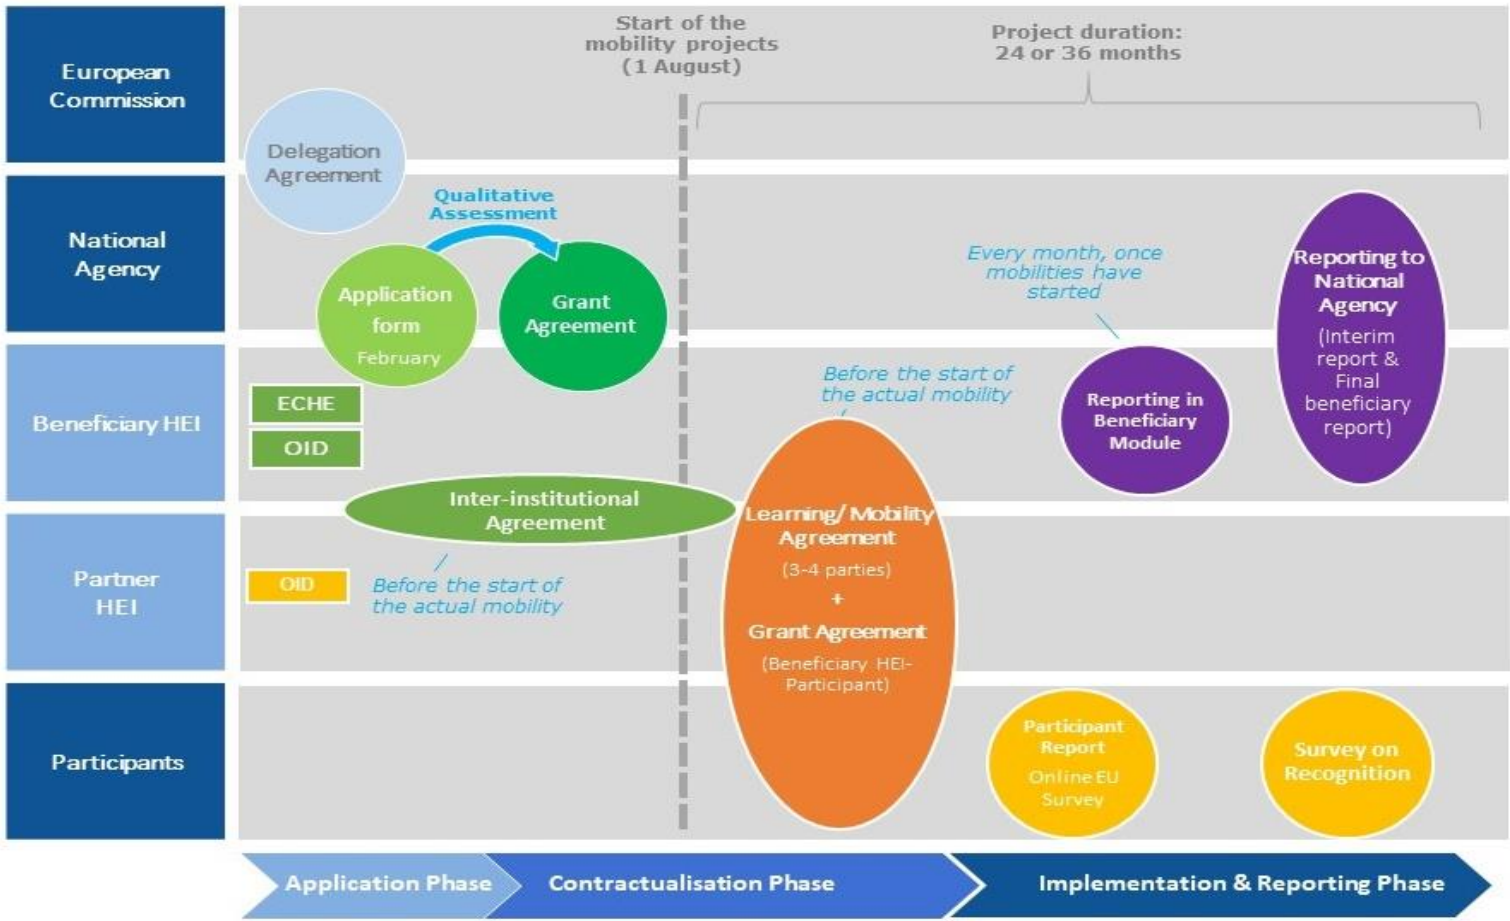 Start of the
mobility projects
(1 August)
Project duration:
24 or 36 months
European
Commission
Delegation
Agreement
National
Agency
Qualitative
Assessment
Application
form
February
Grant
Agreement
Every month, once
mobilities have
started
Reporting to
National
Agency
(Interim
report &
Final
beneficiary
report)
Beneficiary HEI
ECHE
OID
Before the start of
the actual mobility
Reporting in
Beneficiary
Module
Inter-institutional
Agreement
Learning/ Mobility
Agreement
(3-4 parties)
+
Grant Agreement
(Beneficiary HEI-
Participant)
Partner
HEI
OID
Before the start of
the actual mobility
Participants
Participant
Report
Online EU
Survey
Survey on
Recognition
Application Phase
Contractualisation Phase
Implementation & Reporting Phase